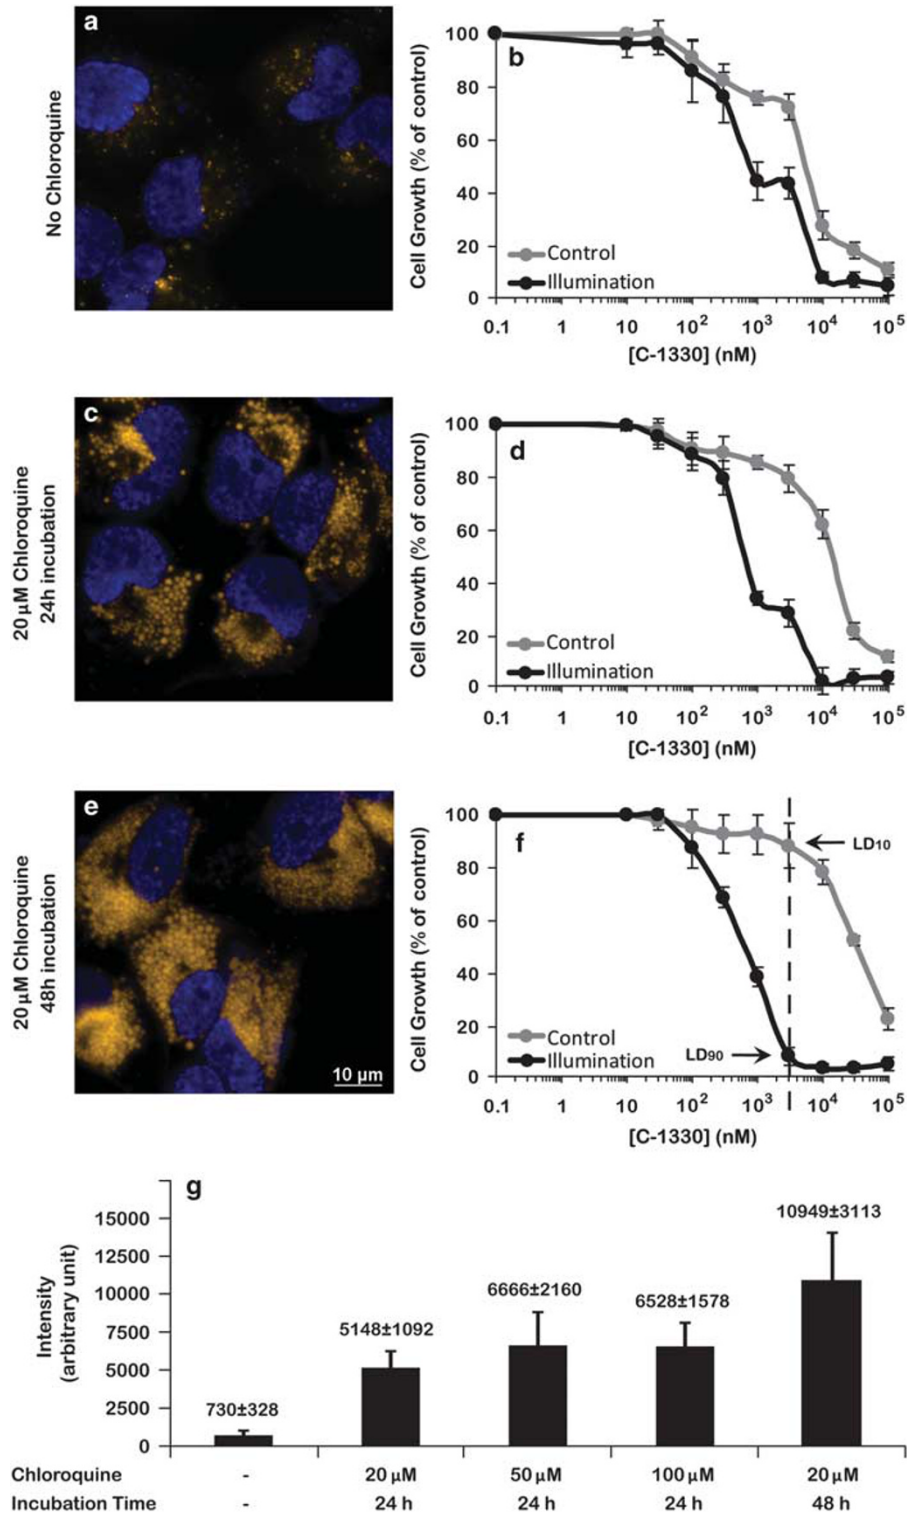 a
No Chloroquine
b
Cell Growth (% of control)
100
80
60
40
20
0
Control
Illumination
0.1 1 10 10² 10³ 10⁴ 10⁵
[C-1330] (nM)
c
20µM Chloroquine
24h incubation
d
Cell Growth (% of control)
100
80
60
40
20
0
Control
Illumination
0.1 1 10 10² 10³ 10⁴ 10⁵
[C-1330] (nM)
e
20µM Chloroquine
48h incubation
10 µm
f
Cell Growth (% of control)
100
80
60
40
20
0
LD10
LD90
Control
Illumination
0.1 1 10 10² 10³ 10⁴ 10⁵
[C-1330] (nM)
g
Intensity
(arbitrary unit)
15000
12500
10000
7500
5000
2500
0
730±328
5148±1092
6666±2160
6528±1578
10949±3113
Chloroquine - 20 µM 50 µM 100 µM 20 µM
Incubation Time - 24 h 24 h 24 h 48 h